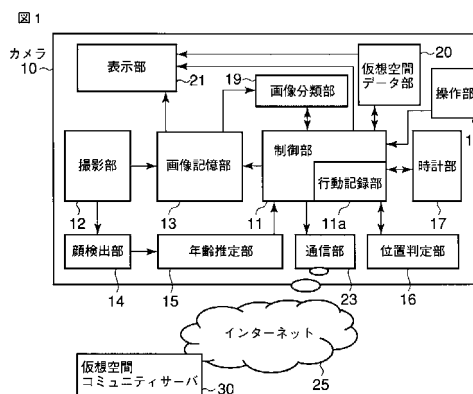 図1
カメラ
10
表示部
21
19
画像分類部
20
仮想空間
データ部
操作部
撮影部
12
画像記憶部
13
制御部
行動記録部
11
11a
時計部
17
顔検出部
14
年齢推定部
15
通信部
23
位置判定部
16
インターネット
25
仮想空間
コミュニティサーバ
30